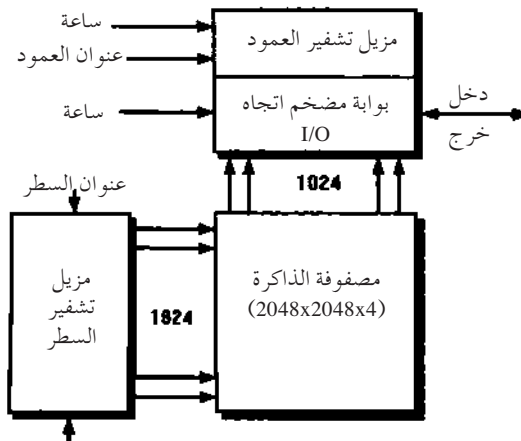 ساعة
عنوان العمود
مزيل تشفير العمود
ساعة
بوابة مضخم اتجاه
I/O
دخل
خرج
1024
عنوان السطر
مزيل
تشفير
السطر
1024
مصفوفة الذاكرة
(2048x2048x4)